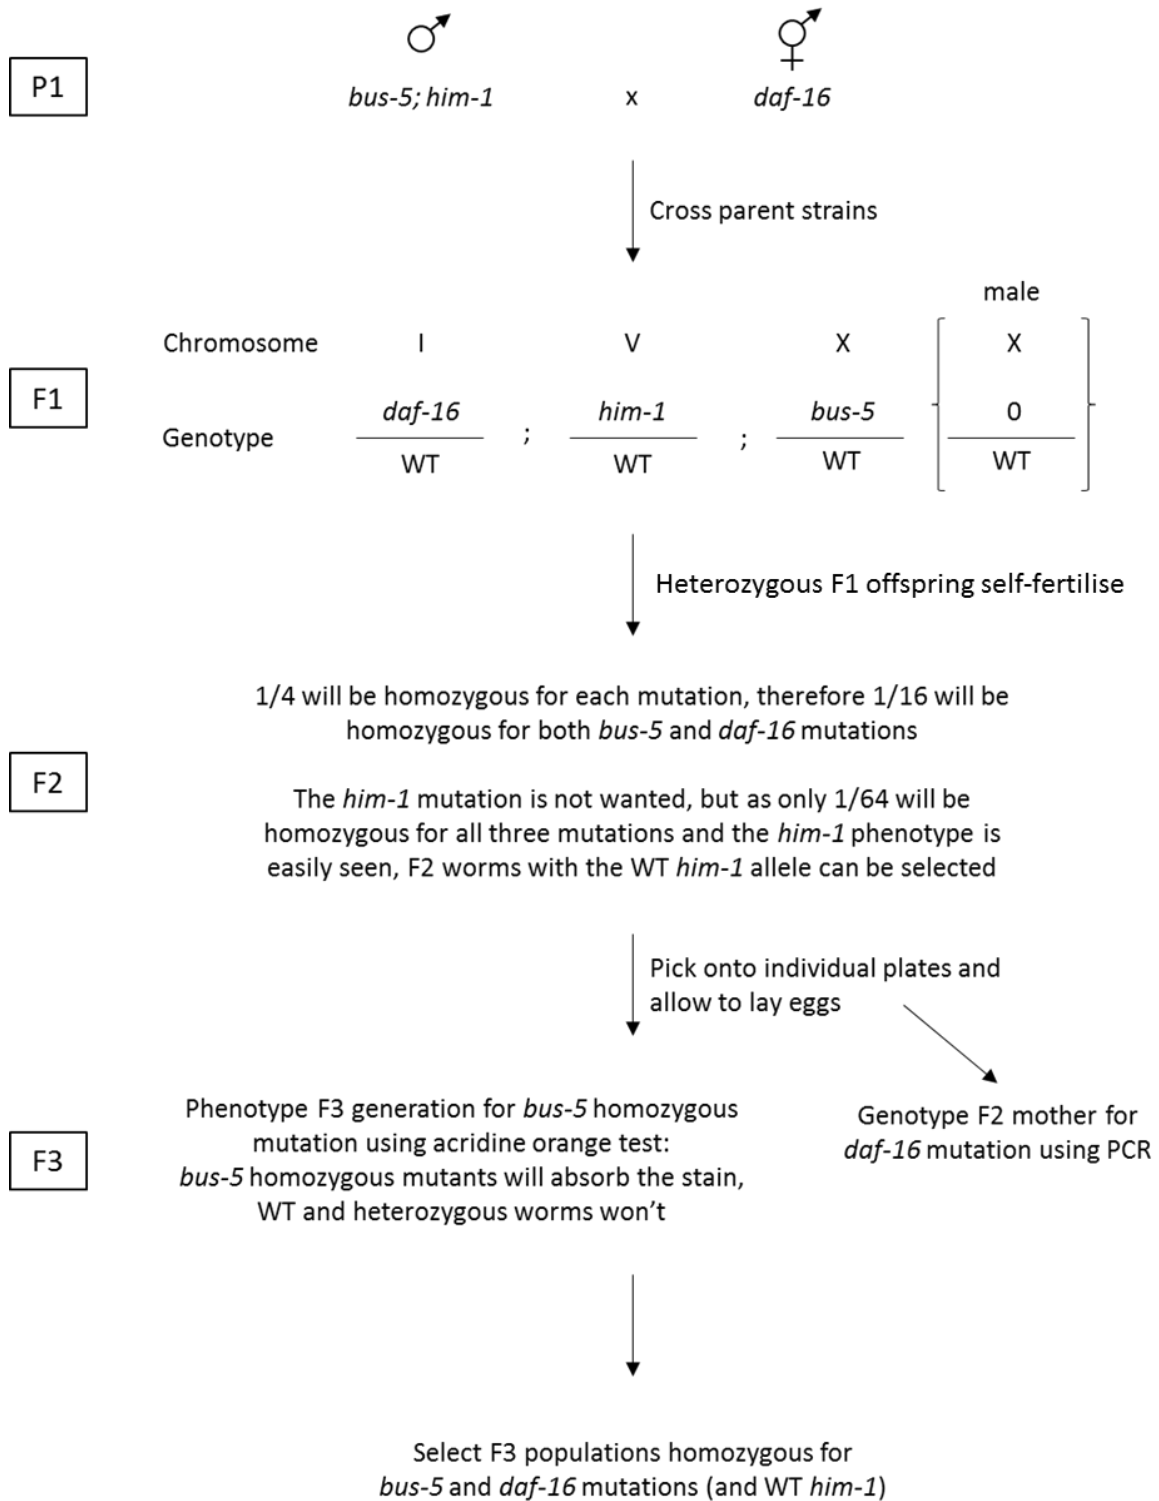 P1
bus-5; him-1 x daf-16
Cross parent strains
male
Chromosome I V X X
F1
daf-16 him-1 bus-5 0
Genotype ; ;
WT WT WT WT
Heterozygous F1 offspring self-fertilise
F2
1/4 will be homozygous for each mutation, therefore 1/16 will be
homozygous for both bus-5 and daf-16 mutations
The him-1 mutation is not wanted, but as only 1/64 will be
homozygous for all three mutations and the him-1 phenotype is
easily seen, F2 worms with the WT him-1 allele can be selected
Pick onto individual plates and
allow to lay eggs
F3
Phenotype F3 generation for bus-5 homozygous
mutation using acridine orange test:
bus-5 homozygous mutants will absorb the stain,
WT and heterozygous worms won't
Genotype F2 mother for
daf-16 mutation using PCR
Select F3 populations homozygous for
bus-5 and daf-16 mutations (and WT him-1)